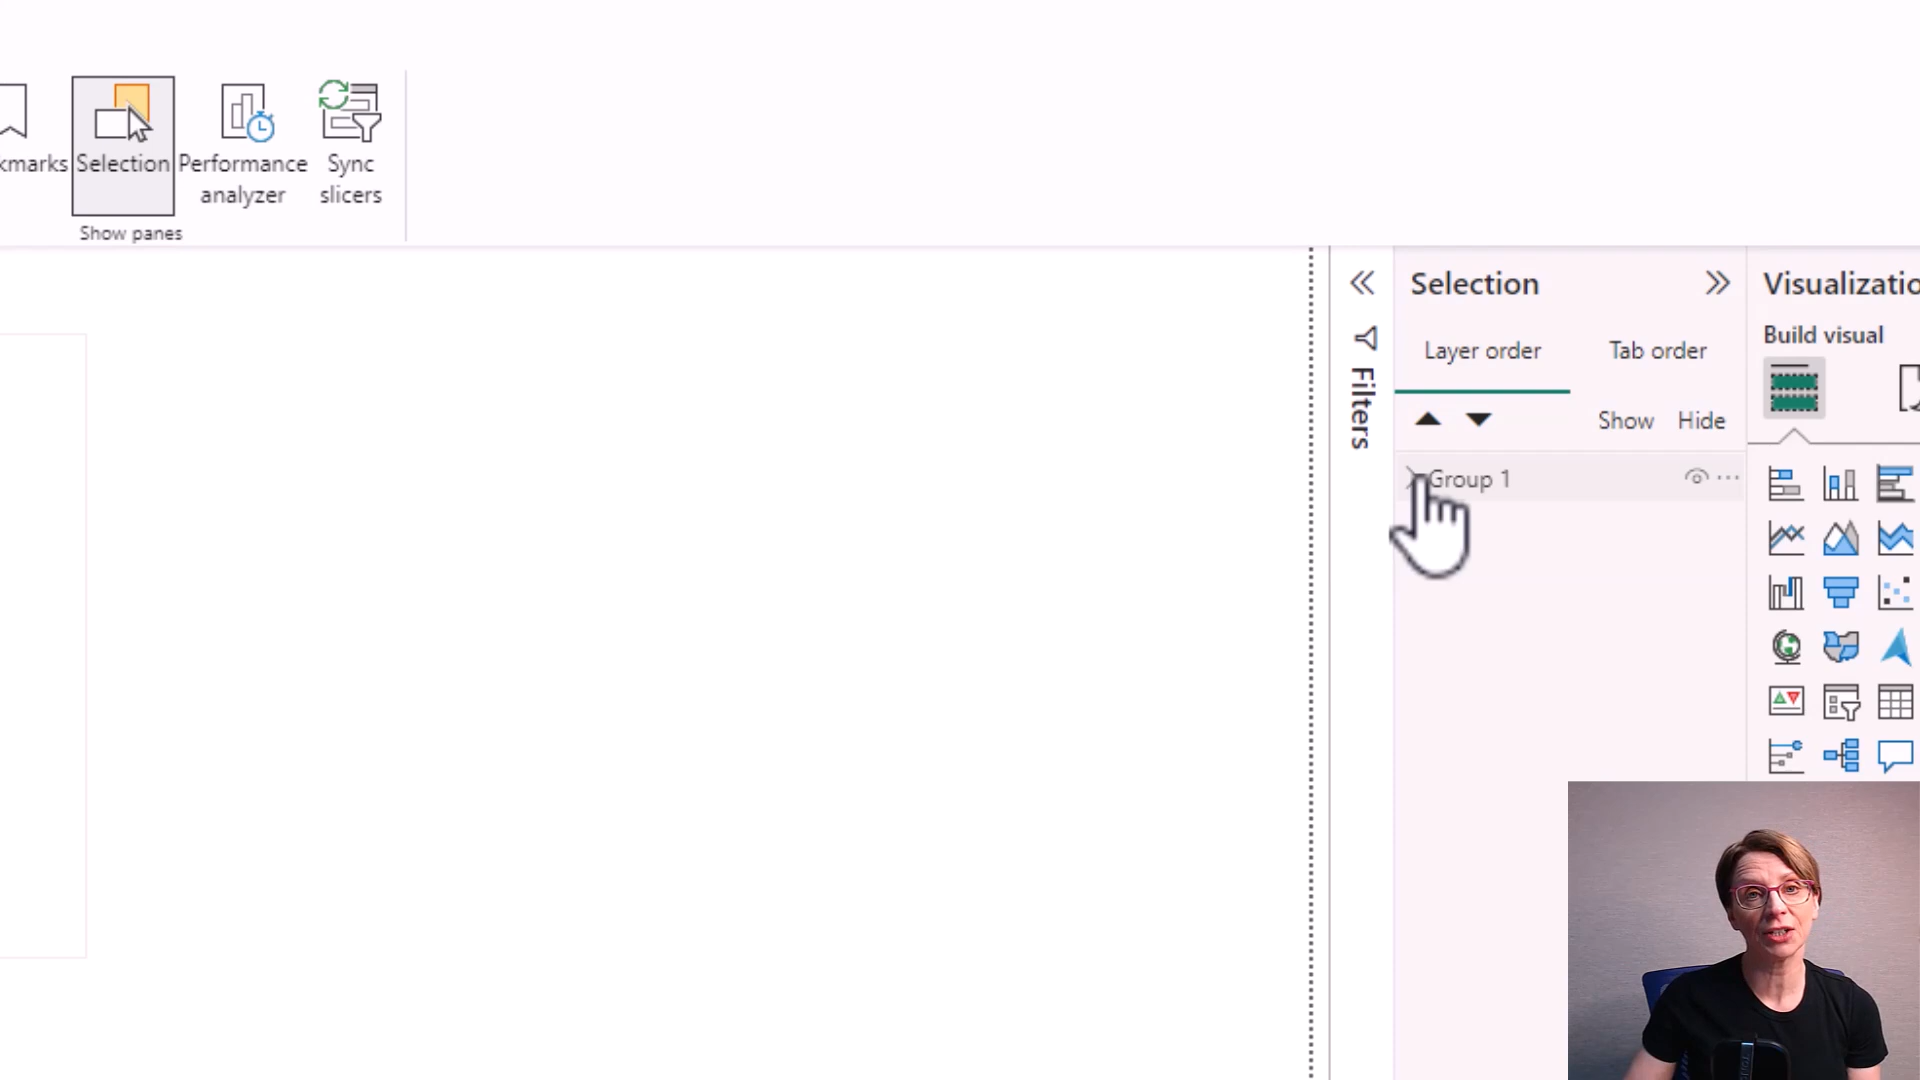 kmarks
Selection
Performance
analyzer
Sync
slicers
Show panes
Filters
Selection
Layer order
Tab order
Show
Hide
Group 1
Visualizatio
Build visual